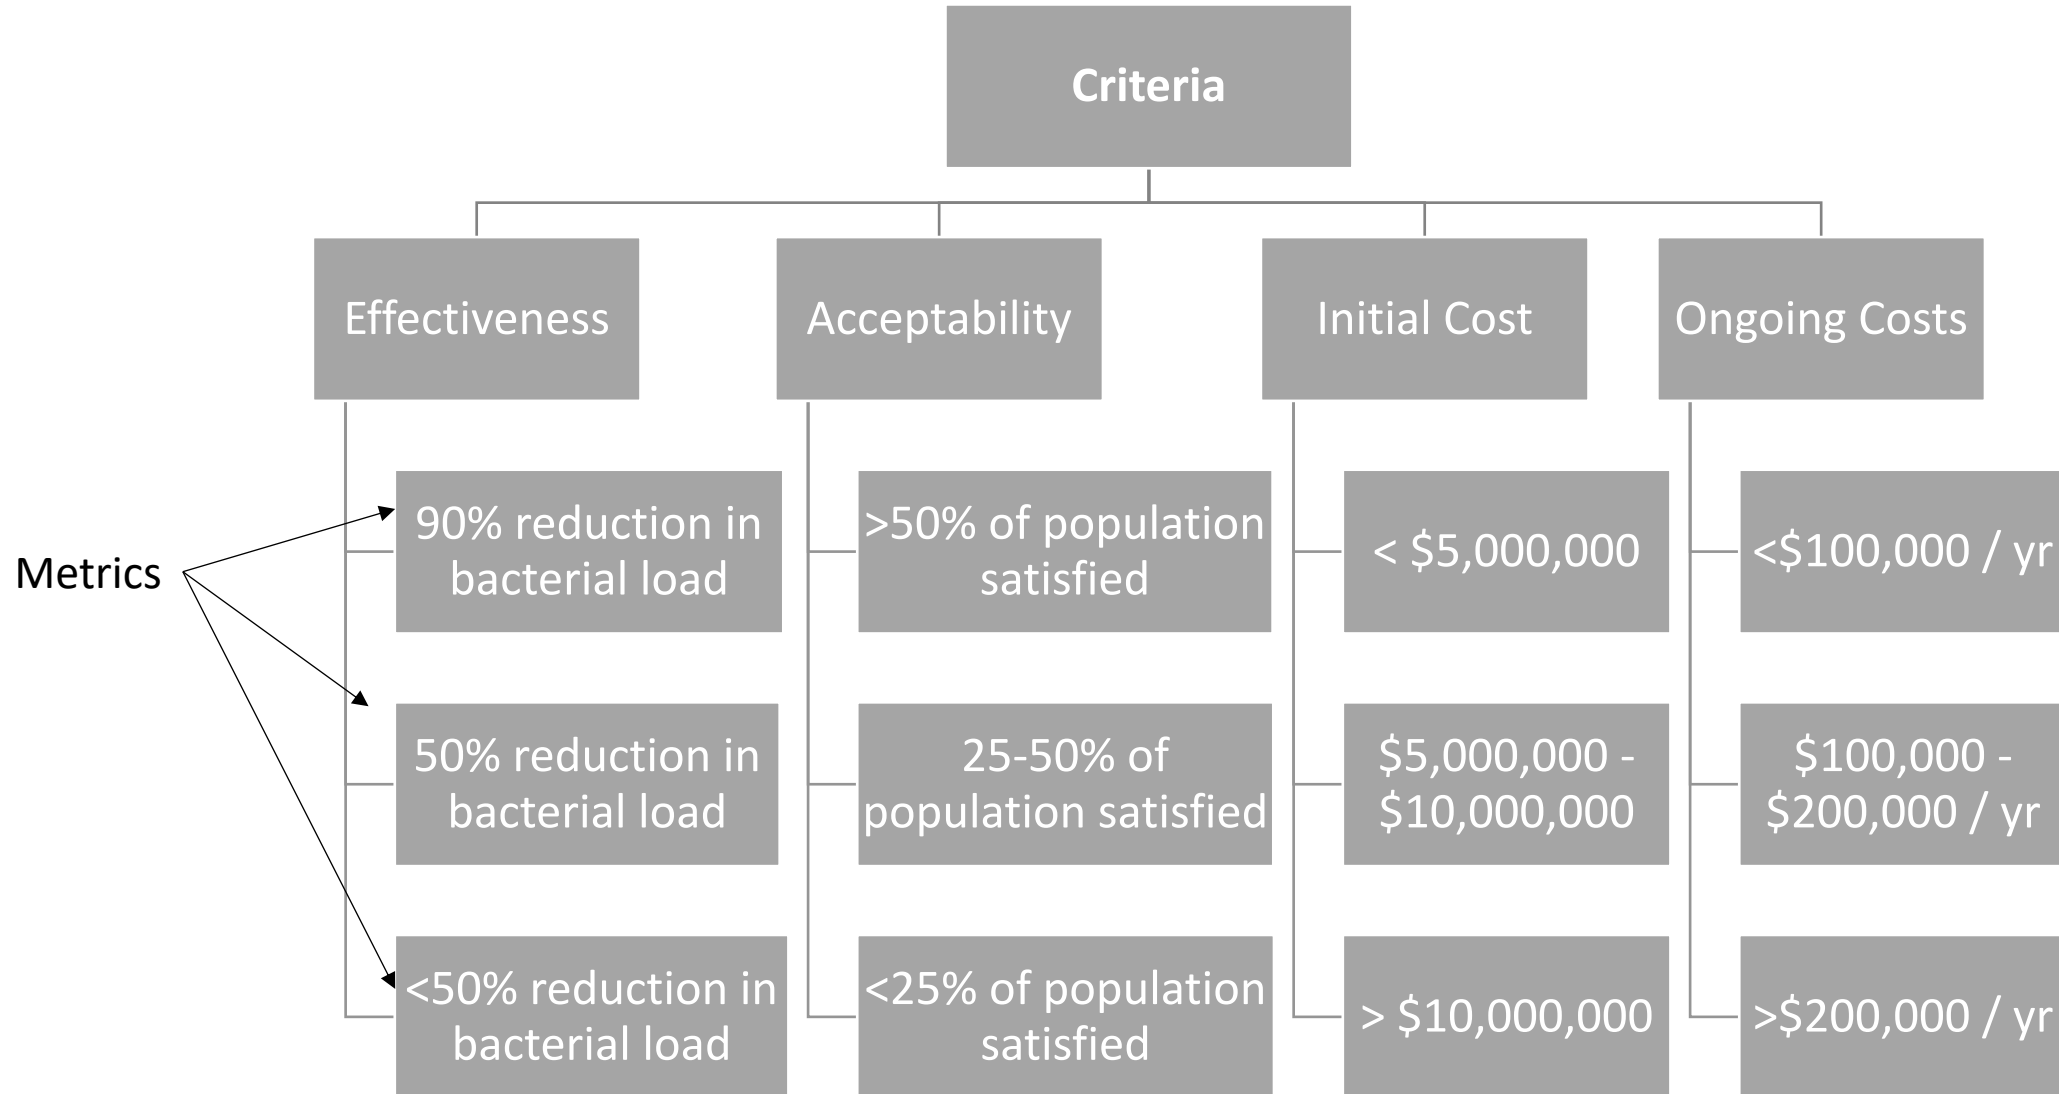 Criteria
Effectiveness
Acceptability
Initial Cost
Ongoing Costs
Metrics
90% reduction in
bacterial load
>50% of population
satisfied
< $5,000,000
<$100,000 / yr
50% reduction in
bacterial load
25-50% of
population satisfied
$5,000,000 -
$10,000,000
$100,000 -
$200,000 / yr
<50% reduction in
bacterial load
<25% of population
satisfied
> $10,000,000
>$200,000 / yr